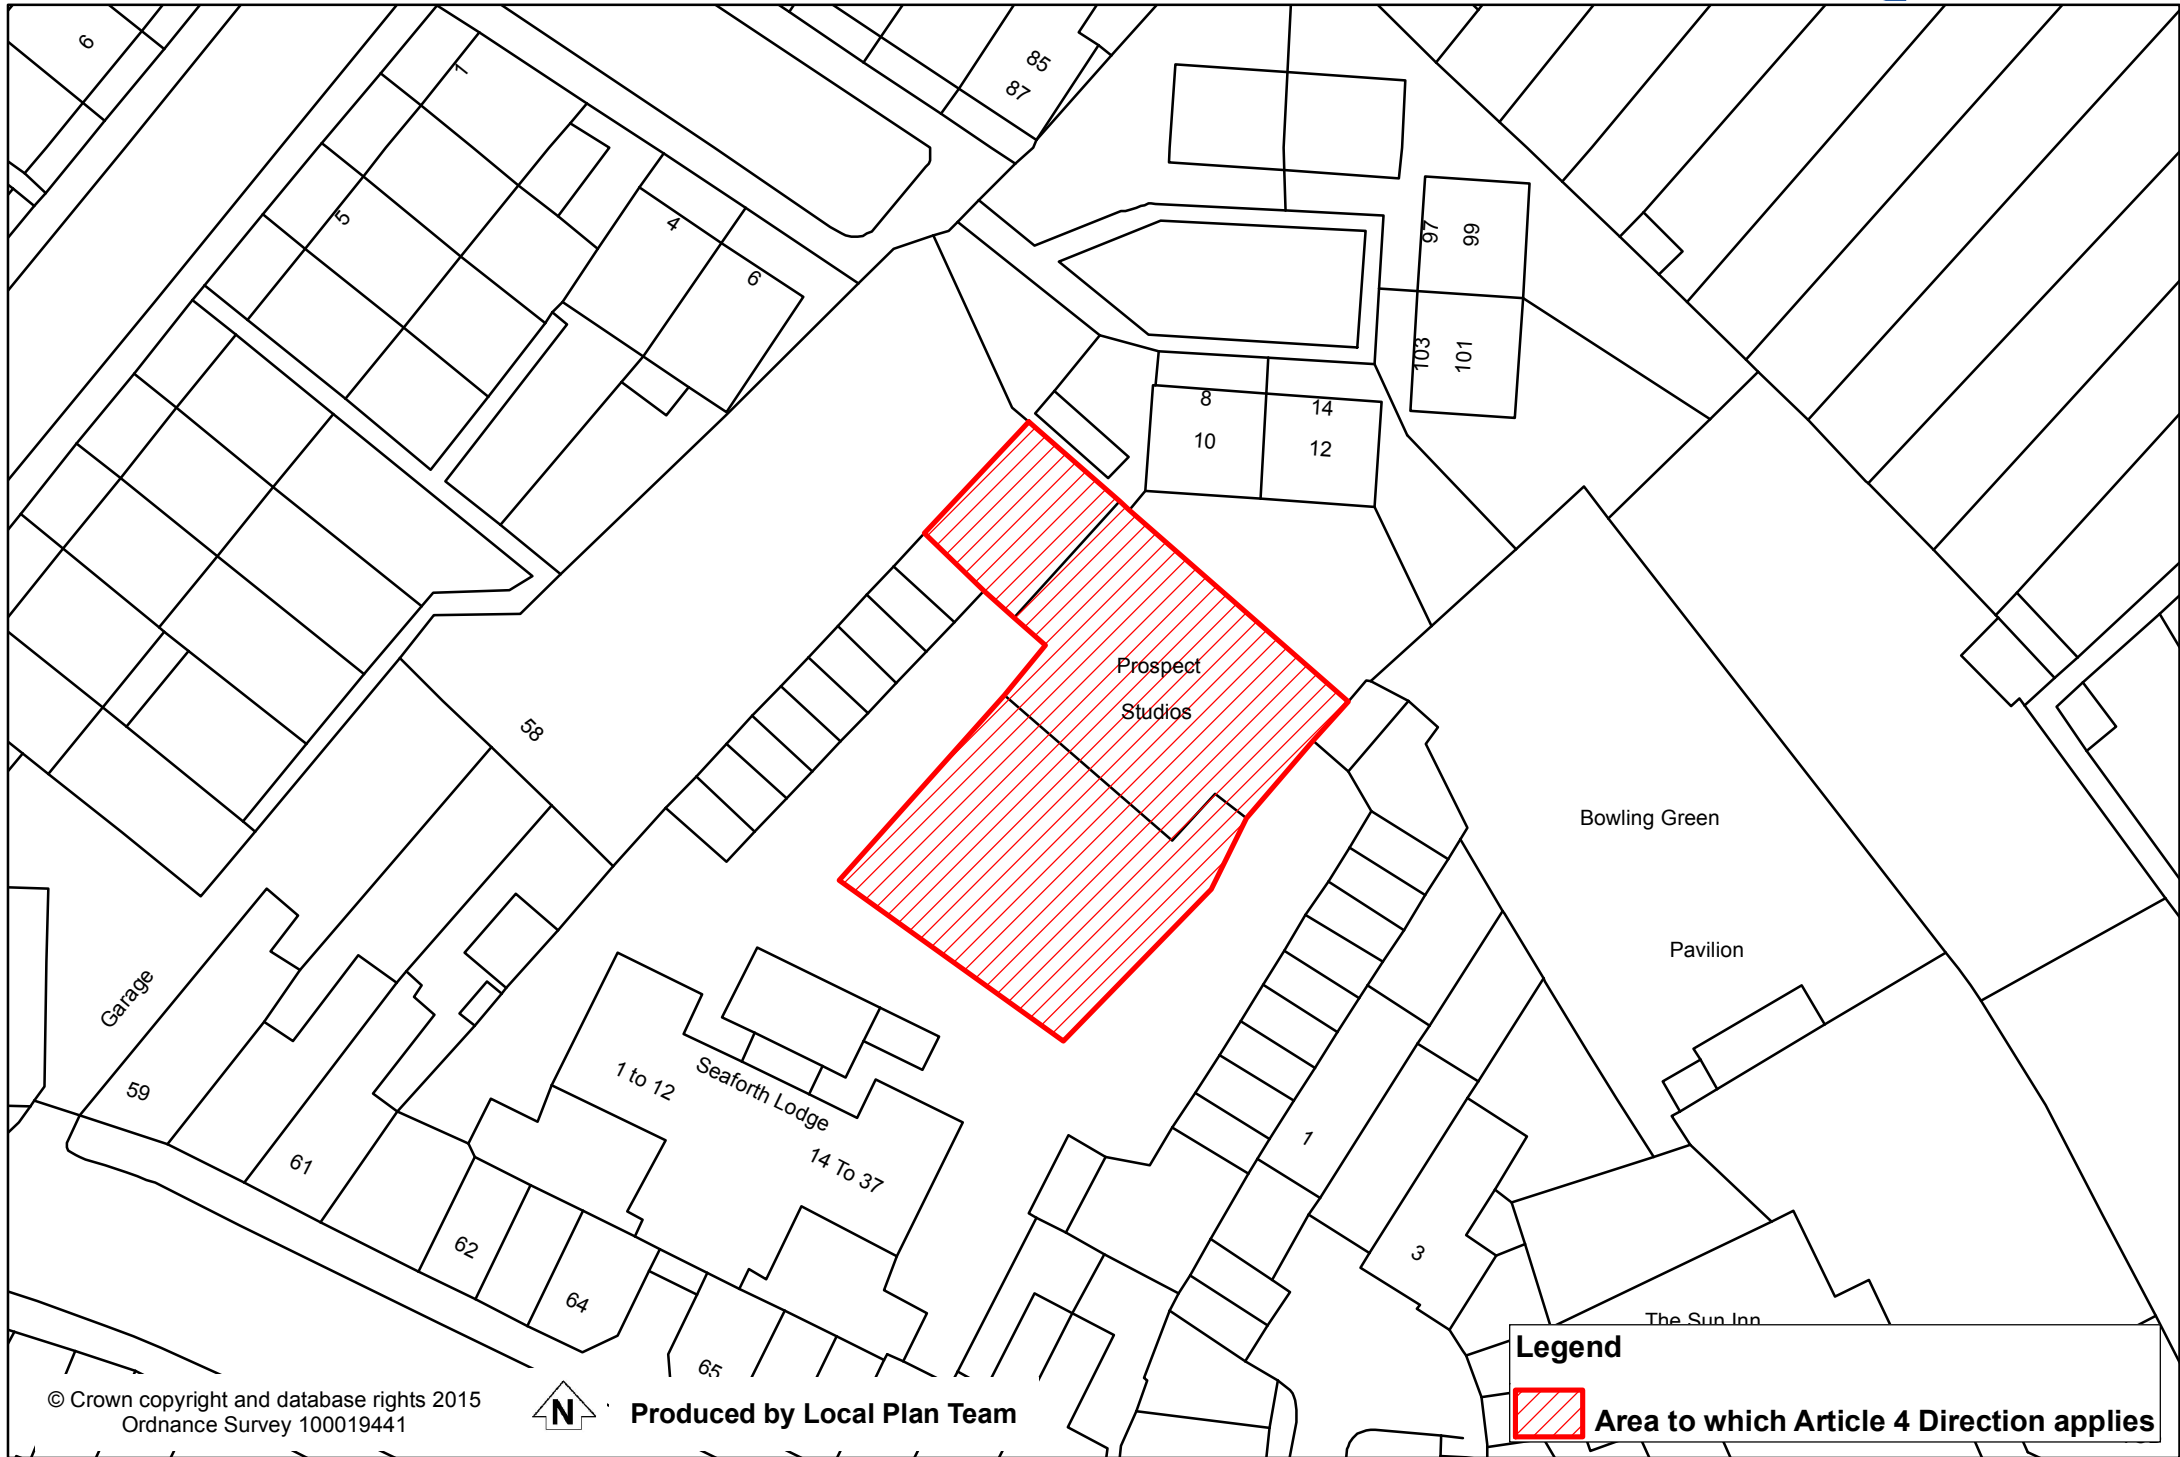 6
1
85
87
5
4
6
97
99
103
101
8
14
10
12
Prospect
Studios
58
Bowling Green
Pavilion
Garage
59
1 to 12
Seaforth Lodge
14 To 37
61
62
64
65
1
3
The Sun Inn
Legend
Area to which Article 4 Direction applies
© Crown copyright and database rights 2015
Ordnance Survey 100019441
N
Produced by Local Plan Team